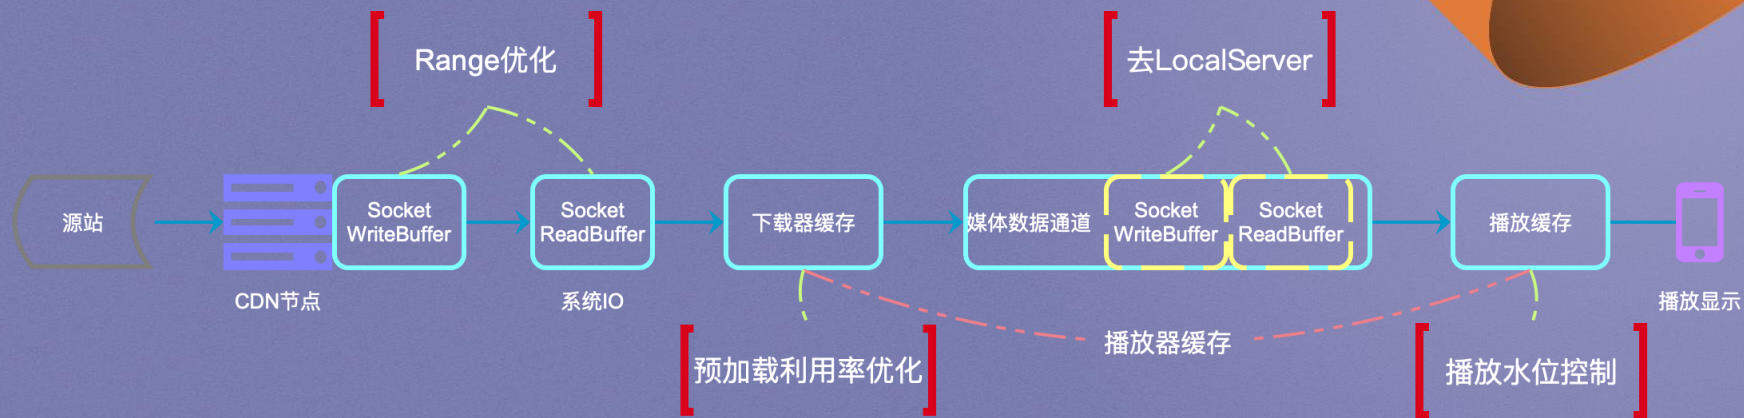 Range优化
去LocalServer
源站
Socket
WriteBuffer
Socket
ReadBuffer
下载器缓存
媒体数据通道
Socket
WriteBuffer
Socket
ReadBuffer
播放缓存
CDN节点
系统IO
播放显示
播放器缓存
预加载利用率优化
播放水位控制